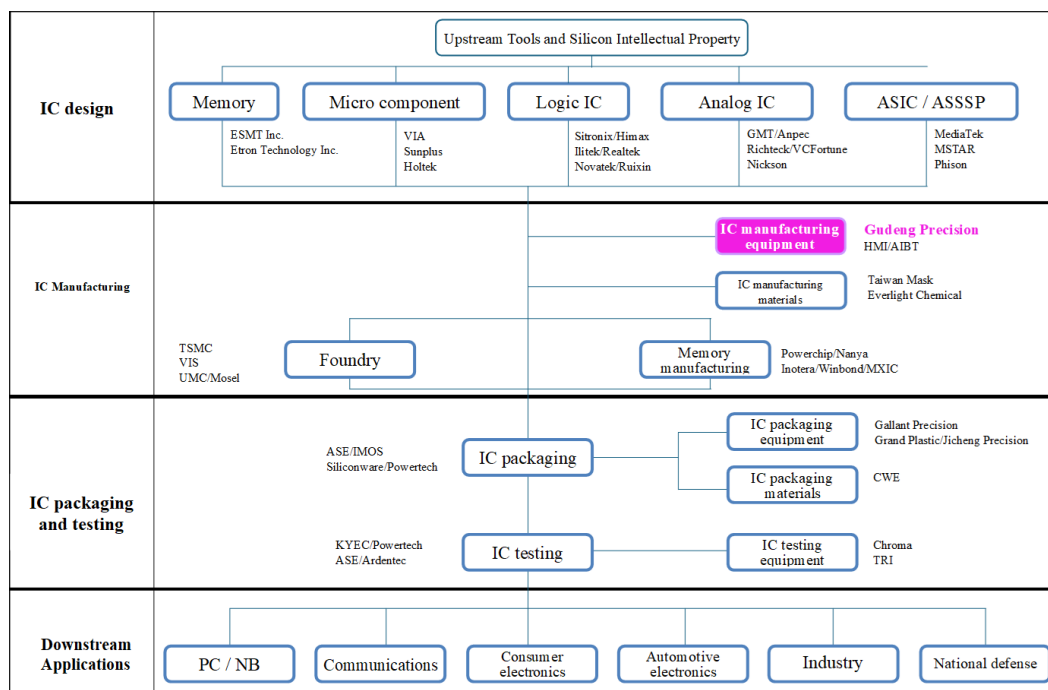 Upstream Tools and Silicon Intellectual Property
IC design
Memory
Micro component
Logic IC
Analog IC
ASIC / ASSSP
ESMT Inc.
Etron Technology Inc.
VIA
Sunplus
Holtek
Sitronix/Himax
Ilitek/Realtek
Novatek/Ruixin
GMT/Anpec
Richteck/VCFortune
Nickson
MediaTek
MSTAR
Phison
IC Manufacturing
IC manufacturing
equipment
Gudeng Precision
HMI/AIBT
IC manufacturing
materials
Taiwan Mask
Everlight Chemical
TSMC
VIS
UMC/Mosel
Foundry
Memory
manufacturing
Powerchip/Nanya
Inotera/Winbond/MXIC
IC packaging
and testing
ASE/IMOS
Siliconware/Powertech
IC packaging
IC packaging
equipment
Gallant Precision
Grand Plastic/Jicheng Precision
IC packaging
materials
CWE
KYEC/Powertech
ASE/Ardentec
IC testing
IC testing
equipment
Chroma
TRI
Downstream
Applications
PC / NB
Communications
Consumer
electronics
Automotive
electronics
Industry
National defense